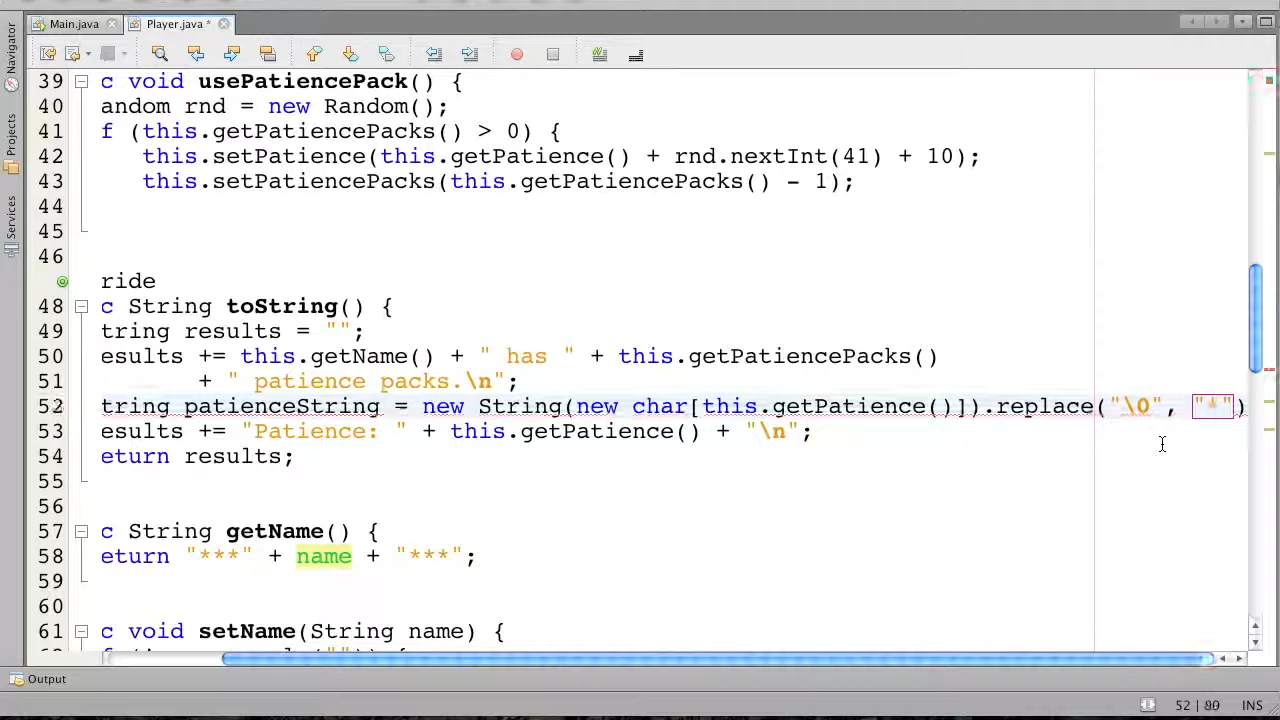 Main.java
Player.java *
Navigator
Projects
Services
39 c void usePatiencePack() {
40 andom rnd = new Random();
41 f (this.getPatiencePacks() > 0) {
42 this.setPatience(this.getPatience() + rnd.nextInt(41) + 10);
43 this.setPatiencePacks(this.getPatiencePacks() - 1);
44
45
46
ride
48 c String toString() {
49 tring results = "";
50 esults += this.getName() + " has " + this.getPatiencePacks()
51 + " patience packs.\n";
52 tring patienceString = new String(new char[this.getPatience()]).replace("\0", "*")
53 esults += "Patience: " + this.getPatience() + "\n";
54 eturn results;
55
56
57 c String getName() {
58 eturn "***" + name + "***";
59
60
61 c void setName(String name) {
Output
52 | 80 INS